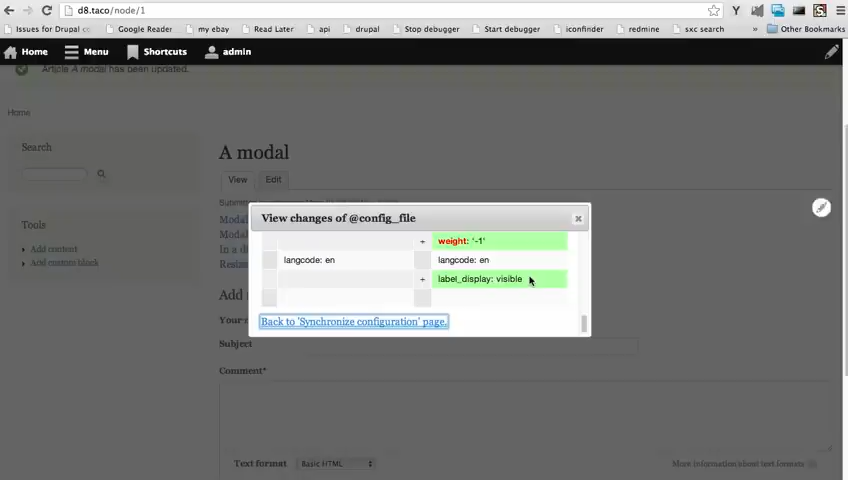 d8.taco/node/1
Issues for Drupal co
Google Reader
my ebay
Read Later
api
drupal
Stop debugger
Start debugger
iconfinder
redmine
sxc search
»
Other Bookmarks
Home
Menu
Shortcuts
admin
Article A modal has been updated.
Home
Search
Tools
Add content
Add custom block
A modal
View
Edit
Modal
Modal
In a di
Add
Your
Subject
Comment*
Text format
Basic HTML
More information about text formats
View changes of @config_file
+ weight: '-1'
langcode: en langcode: en
+ label_display: visible
Back to 'Synchronize configuration' page.